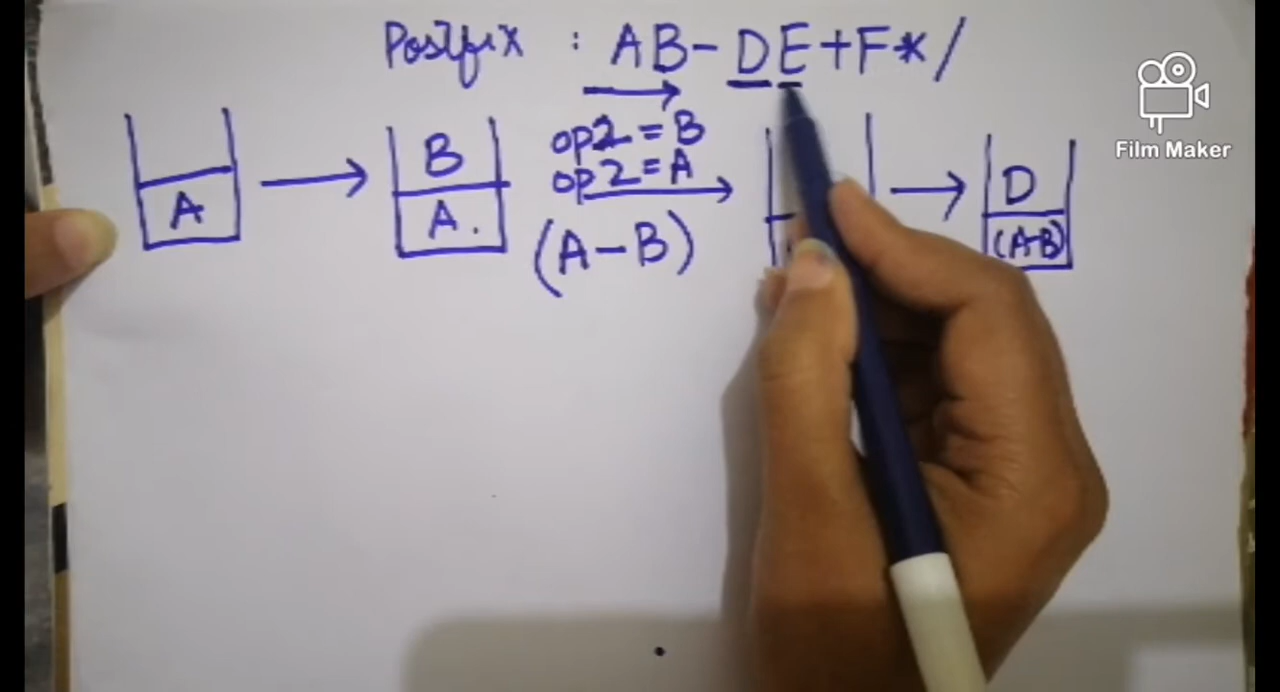 Postfix : AB-DE+F*/
Film Maker
A
B
A.
op2=B
op2=A
(A-B)
D
(A-B)